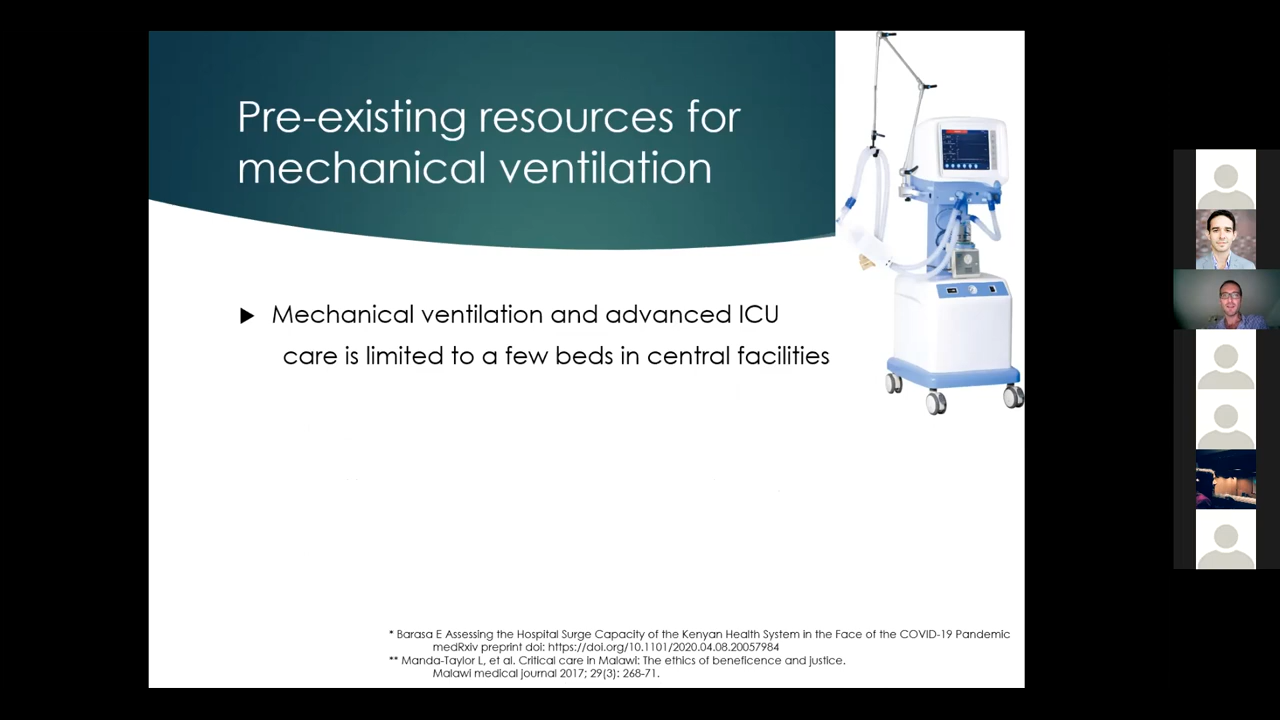 Pre-existing resources for
mechanical ventilation
Mechanical ventilation and advanced ICU
care is limited to a few beds in central facilities
* Barasa E Assessing the Hospital Surge Capacity of the Kenyan Health System in the Face of the COVID-19 Pandemic
medRxiv preprint doi: https://doi.org/10.1101/2020.04.08.20057984
** Manda-Taylor L, et al. Critical care in Malawi: The ethics of beneficence and justice.
Malawi medical journal 2017; 29(3): 268-71.